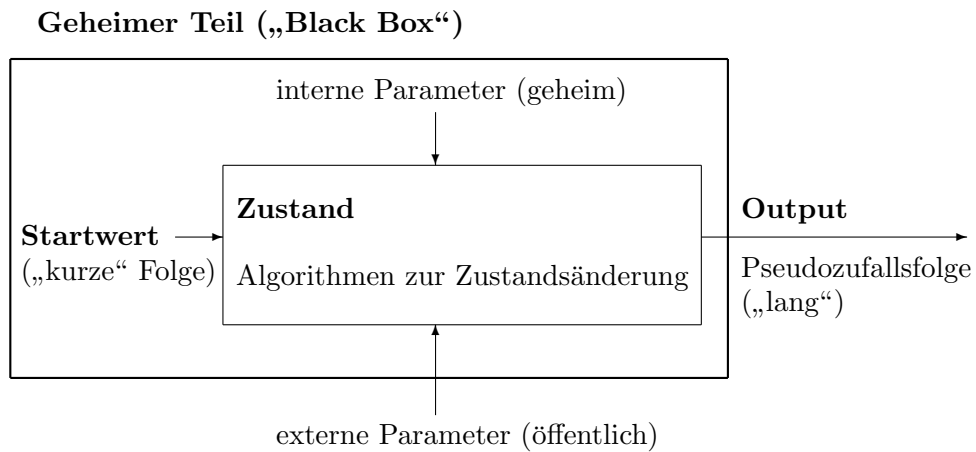 Geheimer Teil („Black Box“)
interne Parameter (geheim)
Zustand
Output
Startwert
(„kurze“ Folge)
Algorithmen zur Zustandsänderung
Pseudozufallsfolge
(„lang“)
externe Parameter (öffentlich)